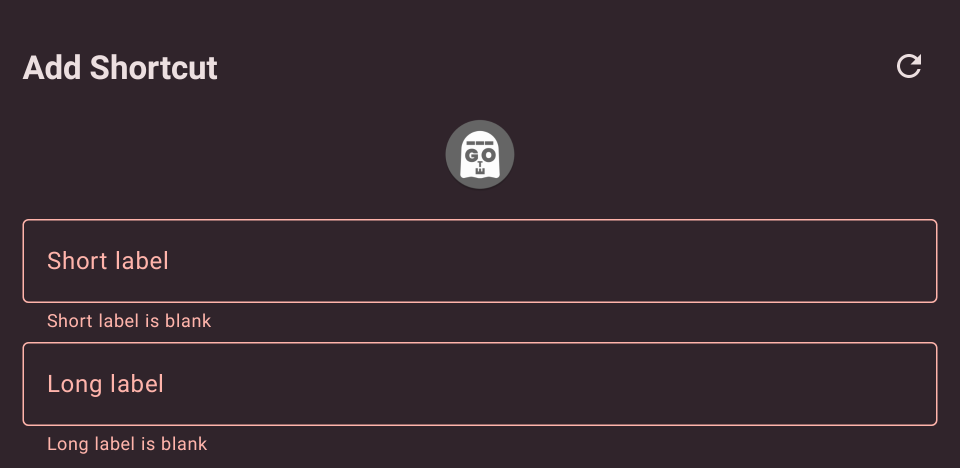 Add Shortcut
GO
Short label
Short label is blank
Long label
Long label is blank